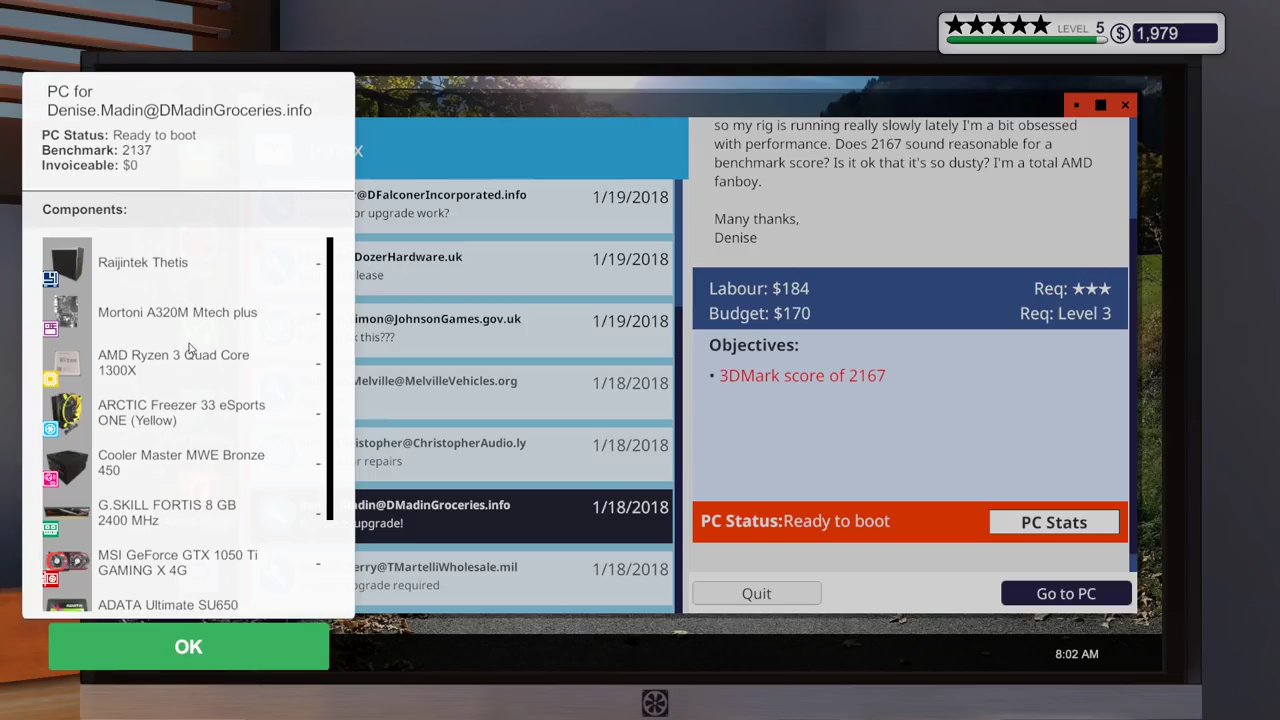 LEVEL 5 $ 1,979
PC for
Denise.Madin@DMadinGroceries.info
PC Status: Ready to boot
Benchmark: 2137
Invoiceable: $0
Components:
Raijintek Thetis -
Mortoni A320M Mtech plus -
AMD Ryzen 3 Quad Core
1300X -
ARCTIC Freezer 33 eSports
ONE (Yellow) -
Cooler Master MWE Bronze
450 -
G.SKILL FORTIS 8 GB
2400 MHz -
MSI GeForce GTX 1050 Ti
GAMING X 4G -
ADATA Ultimate SU650
OK
@DFalconerIncorporated.info 1/19/2018
or upgrade work?
DozerHardware.uk 1/19/2018
lease
imon@JohnsonGames.gov.uk 1/19/2018
this???
Melville@MelvilleVehicles.org 1/18/2018
istopher@ChristopherAudio.ly 1/18/2018
or repairs
adin@DMadinGroceries.info 1/18/2018
upgrade!
erry@TMartelliWholesale.mil 1/18/2018
pgrade required
so my rig is running really slowly lately I'm a bit obsessed
with performance. Does 2167 sound reasonable for a
benchmark score? Is it ok that it's so dusty? I'm a total AMD
fanboy.
Many thanks,
Denise
Labour: $184 Req: ★★★
Budget: $170 Req: Level 3
Objectives:
• 3DMark score of 2167
PC Status:Ready to boot PC Stats
Quit Go to PC
8:02 AM